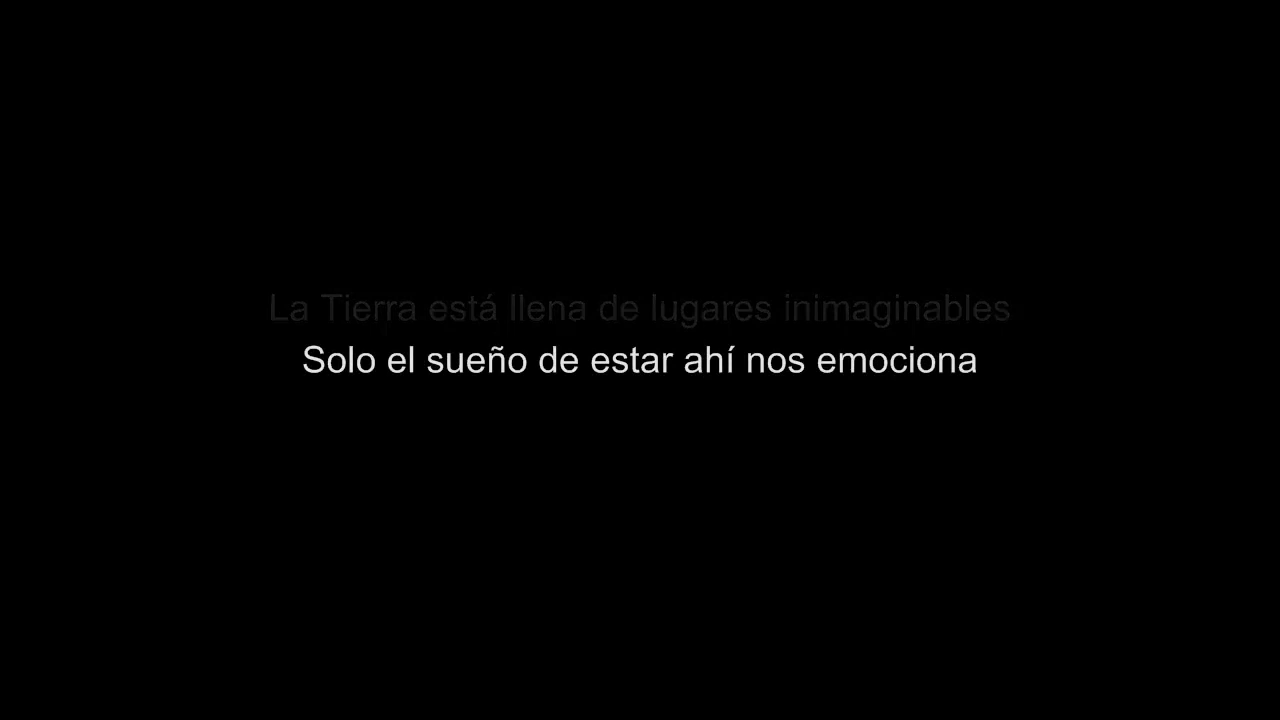 La Tierra está llena de lugares inimaginables
Solo el sueño de estar ahí nos emociona